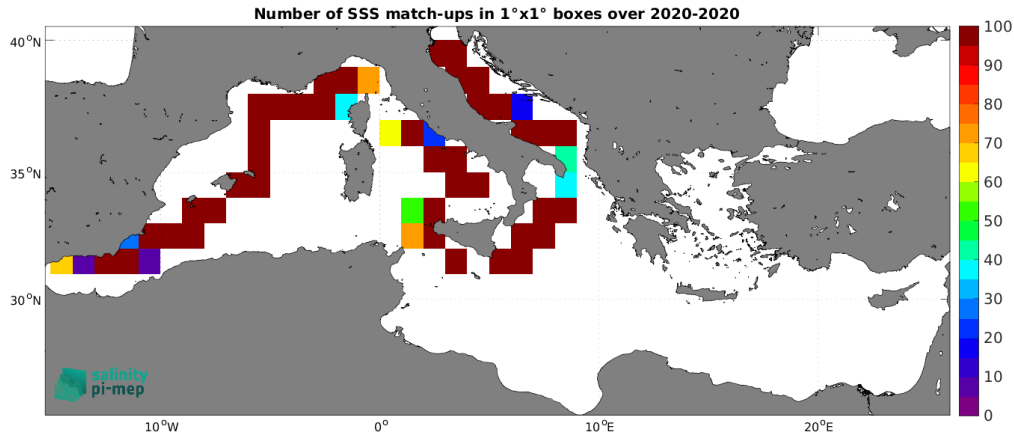 Number of SSS match-ups in 1°x1° boxes over 2020-2020
40°N
35°N
30°N
10°W
0°
10°E
20°E
100
90
80
70
60
50
40
30
20
10
0
salinity
pi-mep